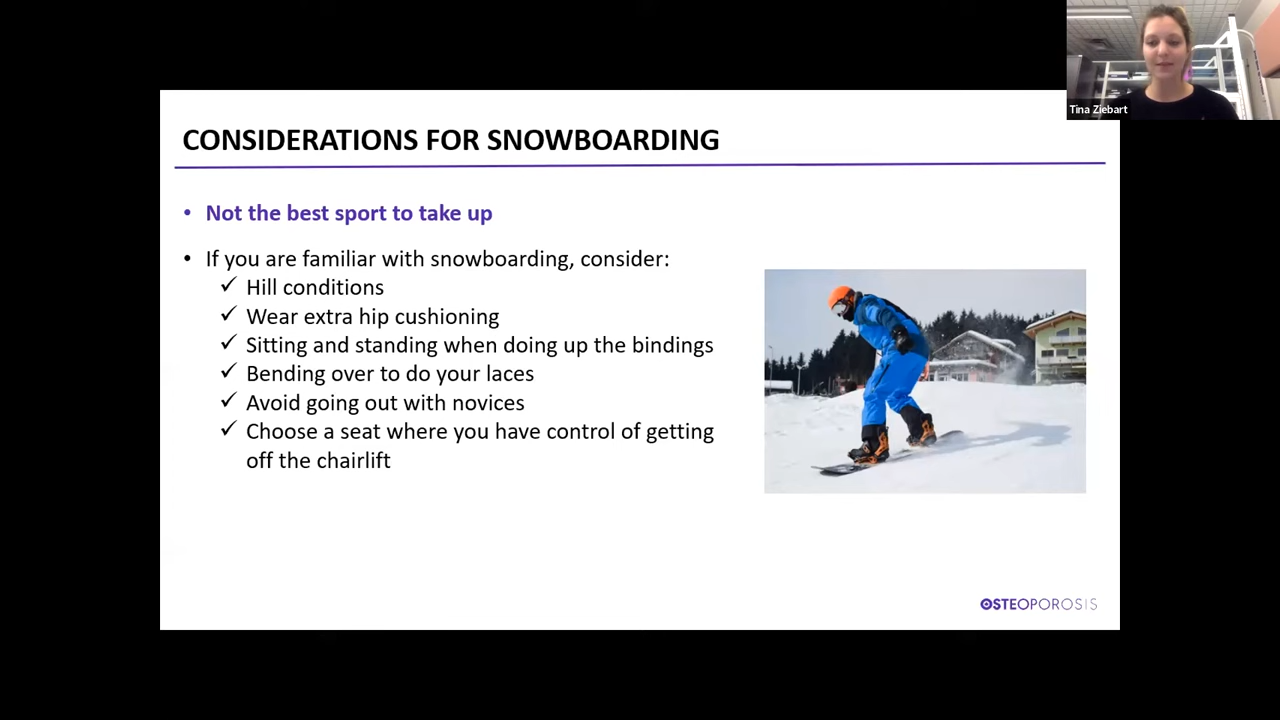 Tina Ziebart
CONSIDERATIONS FOR SNOWBOARDING
• Not the best sport to take up
• If you are familiar with snowboarding, consider:
✓ Hill conditions
✓ Wear extra hip cushioning
✓ Sitting and standing when doing up the bindings
✓ Bending over to do your laces
✓ Avoid going out with novices
✓ Choose a seat where you have control of getting
off the chairlift
OSTEOPOROSIS